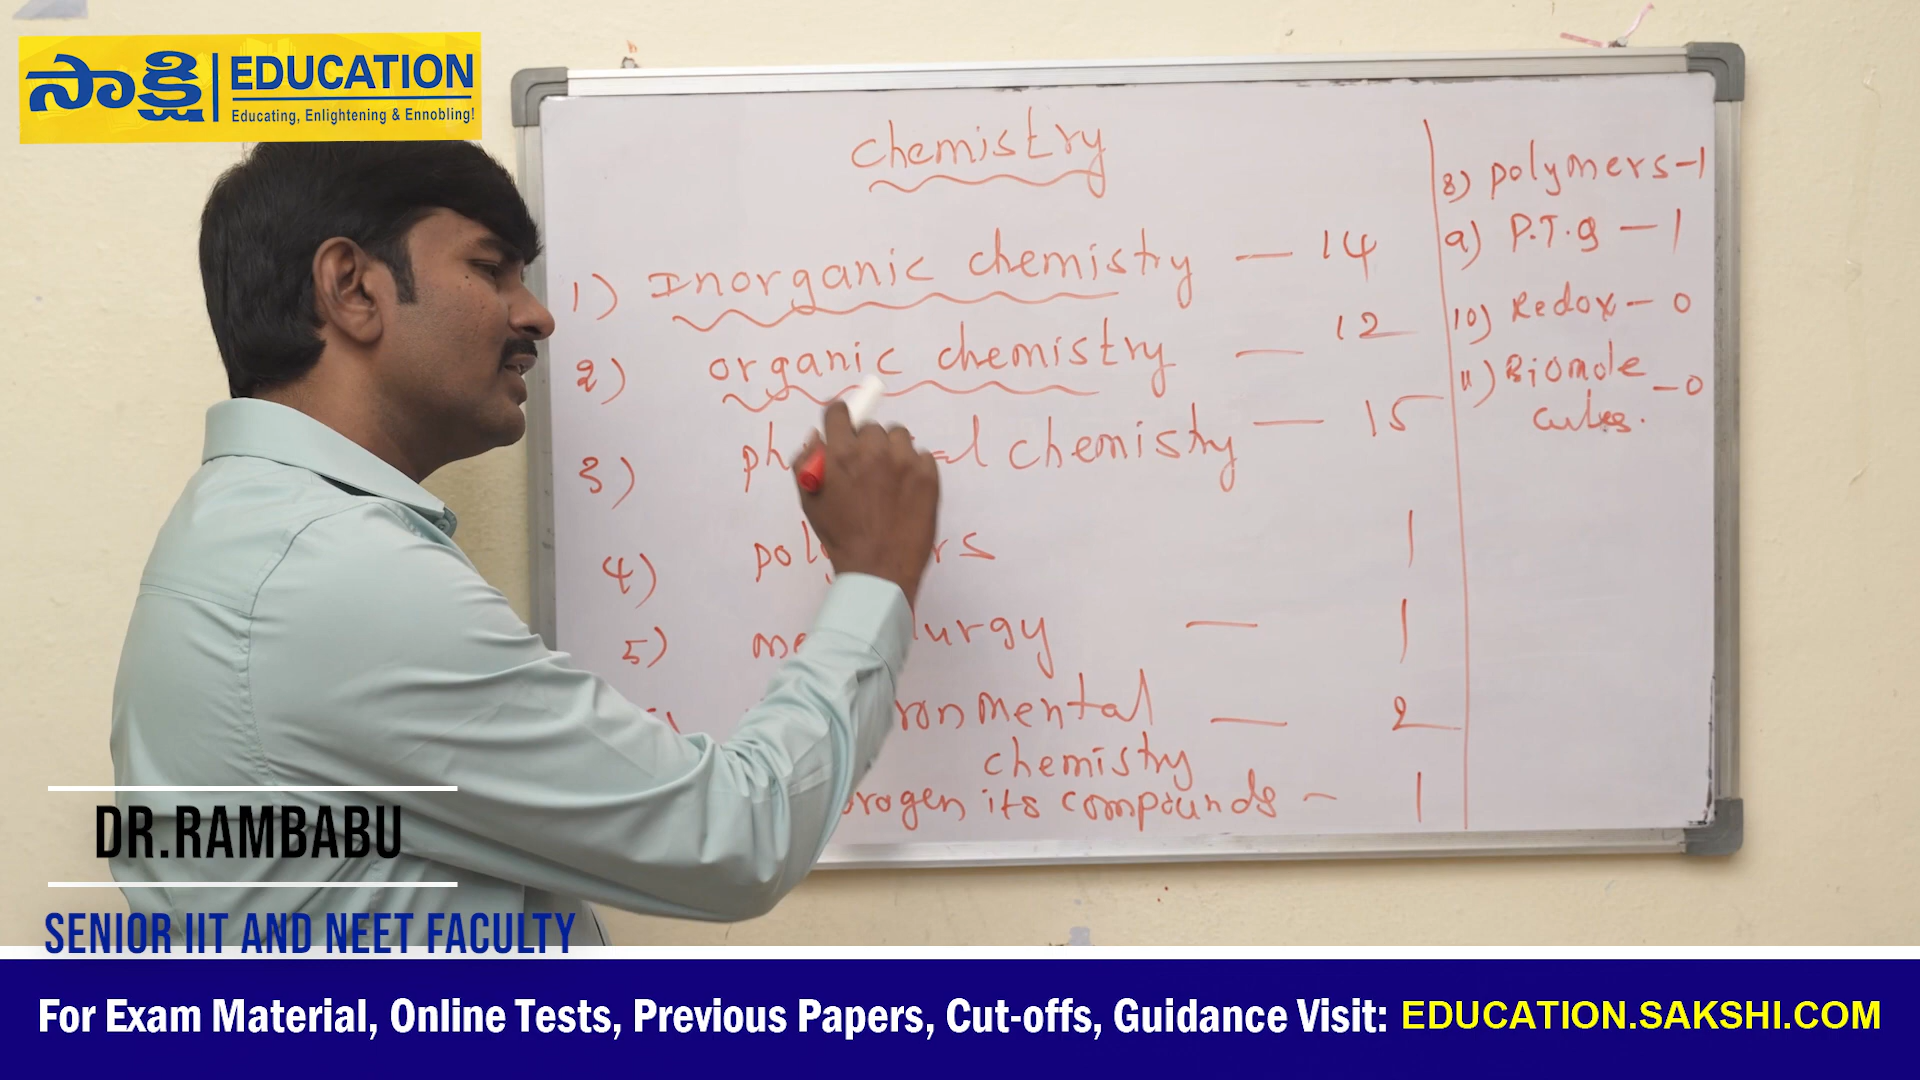 సాక్షి EDUCATION
Educating, Enlightening & Ennobling!
chemistry
1) Inorganic chemistry — 14
2) organic chemistry — 12
3) chemistry — 15
4) 1
5) — 1
chemistry — 2
its compounds – 1
8) polymers-1
9) P.T.g — 1
10) Redox — 0
11) Biomole – 0
cules.
DR.RAMBABU
SENIOR IIT AND NEET FACULTY
For Exam Material, Online Tests, Previous Papers, Cut-offs, Guidance Visit: EDUCATION.SAKSHI.COM